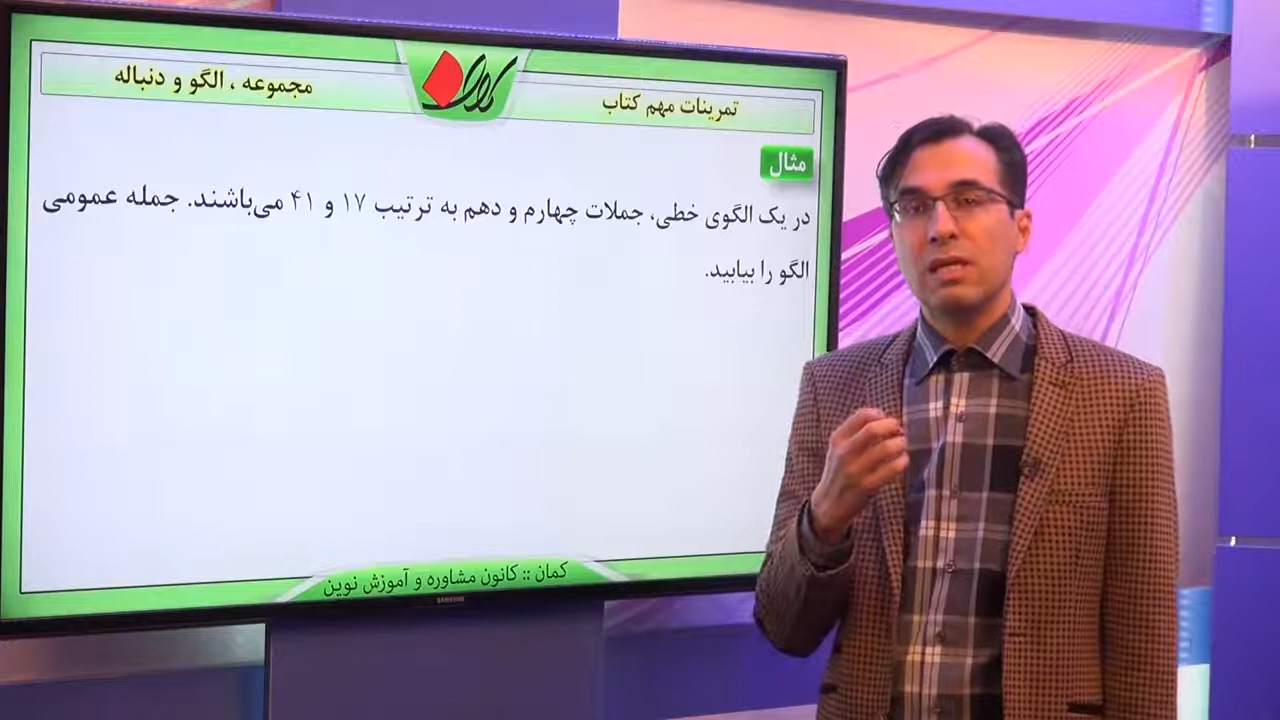 تمرینات مهم کتاب
کمان
مجموعه ، الگو و دنباله
مثال
در یک الگوی خطی، جملات چهارم و دهم به ترتیب ۱۷ و ۴۱ می‌باشند. جمله عمومی
الگو را بیابید.
کمان :: کانون مشاوره و آموزش نوین
SAMSUNG